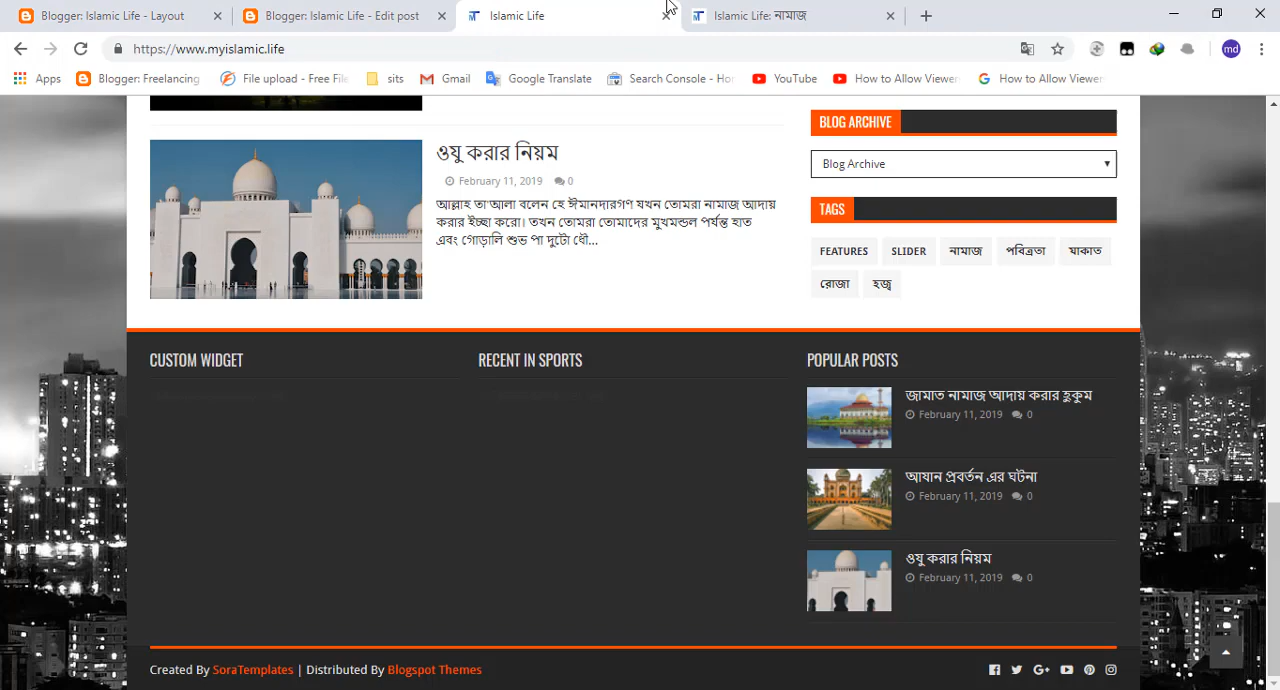 Blogger: Islamic Life - Layout
Blogger: Islamic Life - Edit post
Islamic Life
Islamic Life: নামাজ
https://www.myislamic.life
md
Apps
Blogger: Freelancing
File upload - Free File
sits
Gmail
Google Translate
Search Console - Ho
YouTube
How to Allow Viewer
How to Allow Viewer
ওযু করার নিয়ম
February 11, 2019 0
আল্লাহ তা'আলা বলেন হে ঈমানদারগণ যখন তোমরা নামাজ আদায়
করার ইচ্ছা করো। তখন তোমরা তোমাদের মুখমন্ডল পর্যন্ত হাত
এবং গোড়ালি শুভ পা দুটো ধৌ...
BLOG ARCHIVE
Blog Archive
TAGS
FEATURES SLIDER নামাজ পবিত্রতা যাকাত
রোজা হজ্ব
CUSTOM WIDGET
RECENT IN SPORTS
POPULAR POSTS
জামাত নামাজ আদায় করার হুকুম
February 11, 2019 0
আযান প্রবর্তন এর ঘটনা
February 11, 2019 0
ওযু করার নিয়ম
February 11, 2019 0
Created By SoraTemplates | Distributed By Blogspot Themes